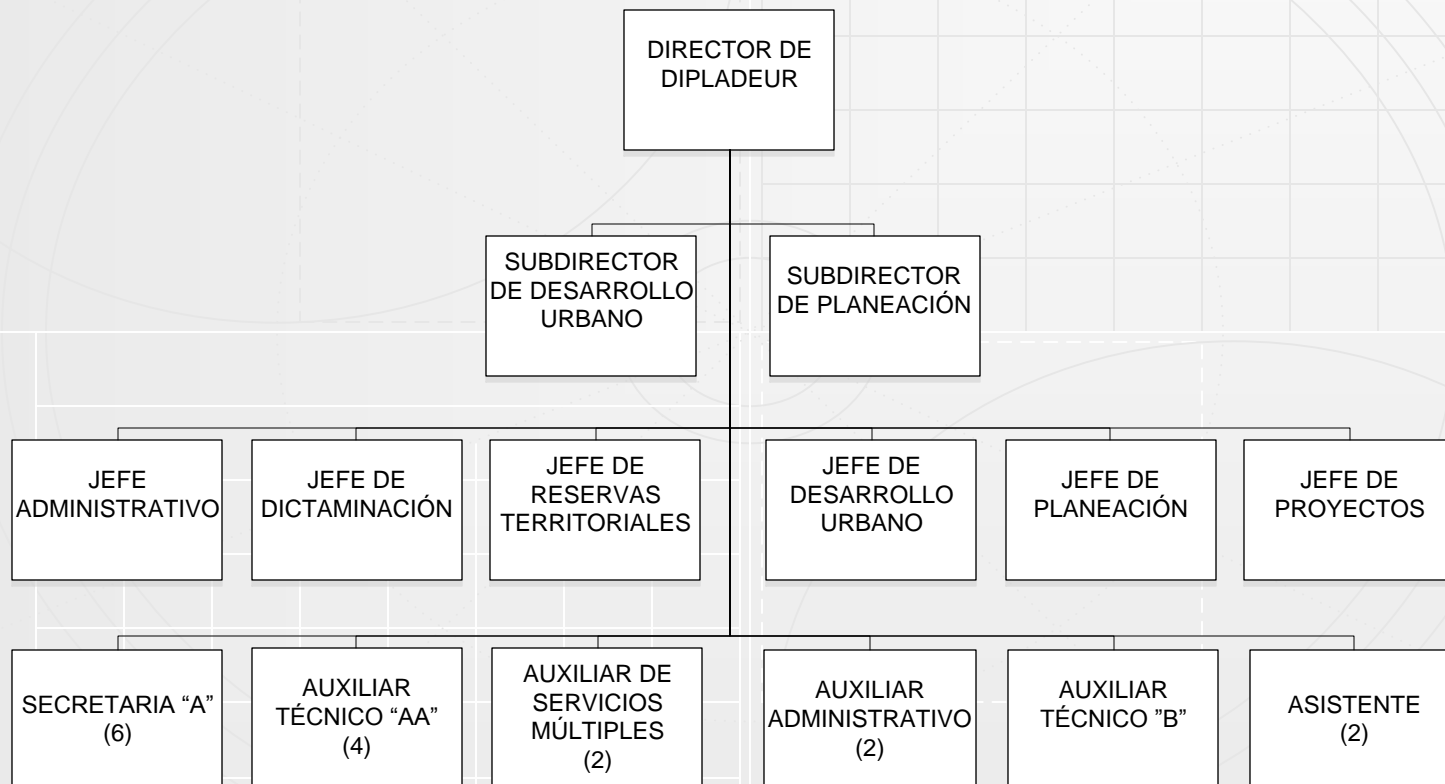 DIRECTOR DE
DIPLADEUR
SUBDIRECTOR
DE DESARROLLO
URBANO
SUBDIRECTOR
DE PLANEACIÓN
JEFE
ADMINISTRATIVO
JEFE DE
DICTAMINACIÓN
JEFE DE
RESERVAS
TERRITORIALES
JEFE DE
DESARROLLO
URBANO
JEFE DE
PLANEACIÓN
JEFE DE
PROYECTOS
SECRETARIA “A”
(6)
AUXILIAR
TÉCNICO “AA”
(4)
AUXILIAR DE
SERVICIOS
MÚLTIPLES
(2)
AUXILIAR
ADMINISTRATIVO
(2)
AUXILIAR
TÉCNICO ”B”
ASISTENTE
(2)